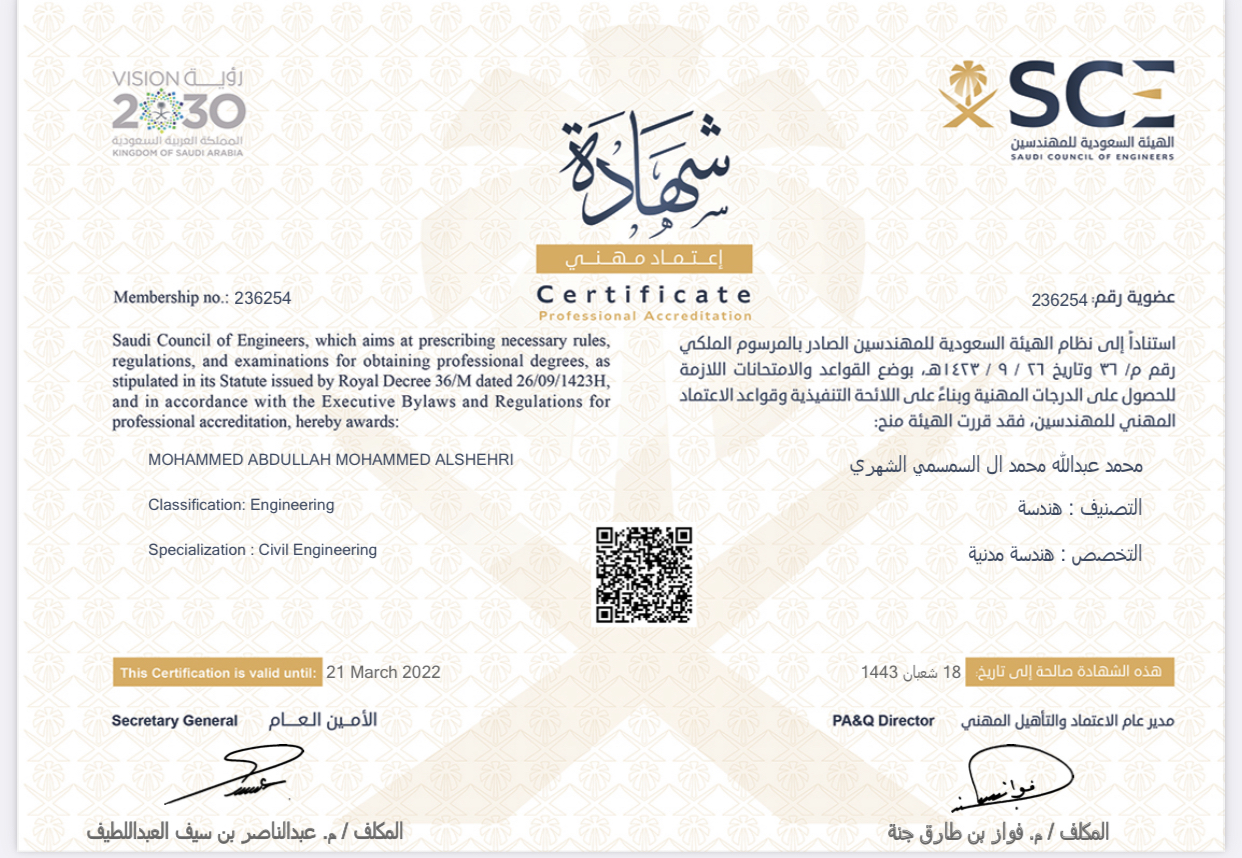 VISION رؤيـــة
2030
المملكة العربية السعودية
KINGDOM OF SAUDI ARABIA
SCE
الهيئة السعودية للمهندسين
SAUDI COUNCIL OF ENGINEERS
شهادة
إعـتـمـاد مـهـنـي
Certificate
Professional Accreditation
Membership no.: 236254
عضوية رقم: 236254
Saudi Council of Engineers, which aims at prescribing necessary rules,
regulations, and examinations for obtaining professional degrees, as
stipulated in its Statute issued by Royal Decree 36/M dated 26/09/1423H,
and in accordance with the Executive Bylaws and Regulations for
professional accreditation, hereby awards:
استناداً إلى نظام الهيئة السعودية للمهندسين الصادر بالمرسوم الملكي
رقم م/ ٣٦ وتاريخ ٢٦ / ٩ / ١٤٢٣هـ، بوضع القواعد والامتحانات اللازمة
للحصول على الدرجات المهنية وبناءً على اللائحة التنفيذية وقواعد الاعتماد
المهني للمهندسين، فقد قررت الهيئة منح:
MOHAMMED ABDULLAH MOHAMMED ALSHEHRI
محمد عبدالله محمد ال السمسمي الشهري
Classification: Engineering
التصنيف : هندسة
Specialization : Civil Engineering
التخصص : هندسة مدنية
This Certification is valid until: 21 March 2022
هذه الشهادة صالحة إلى تاريخ: 18 شعبان 1443
Secretary General الأمـين العـــام
PA&Q Director مدير عام الاعتماد والتأهيل المهني
المكلف / م. عبدالناصر بن سيف العبداللطيف
المكلف / م. فواز بن طارق جنة